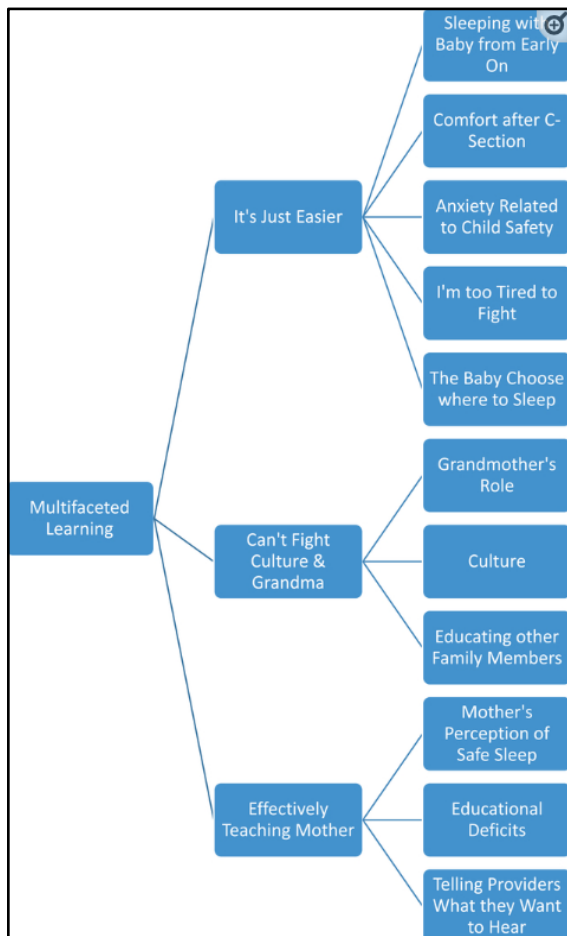 Sleeping with
Baby from Early
On
Comfort after C-
Section
It's Just Easier
Anxiety Related
to Child Safety
I'm too Tired to
Fight
The Baby Choose
where to Sleep
Multifaceted
Learning
Grandmother's
Role
Can't Fight
Culture &
Grandma
Culture
Educating other
Family Members
Mother's
Perception of
Safe Sleep
Effectively
Teaching Mother
Educational
Deficits
Telling Providers
What they Want
to Hear